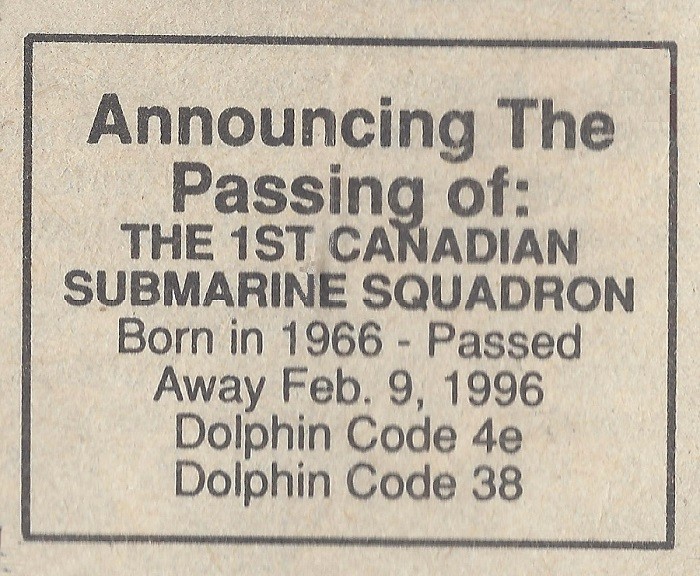 Announcing The
Passing of:
THE 1ST CANADIAN
SUBMARINE SQUADRON
Born in 1966 - Passed
Away Feb. 9, 1996
Dolphin Code 4e
Dolphin Code 38